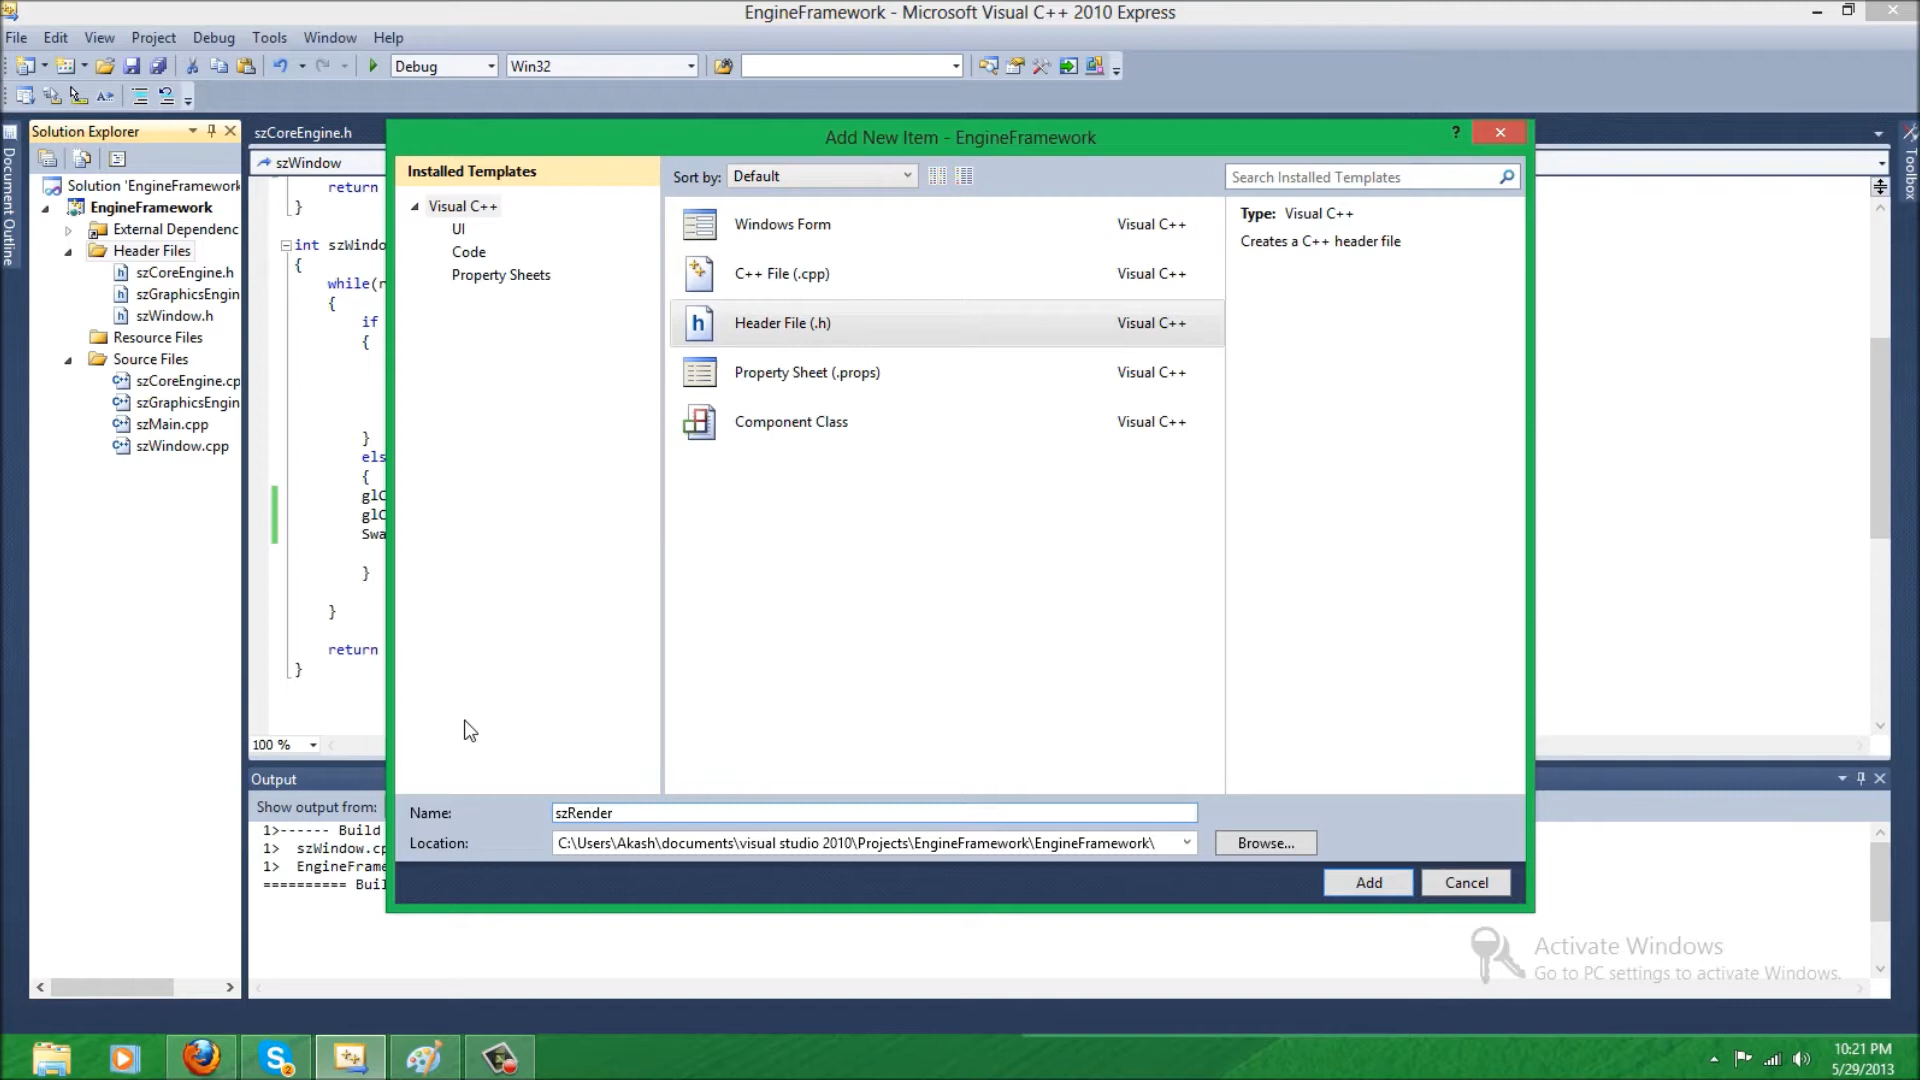 EngineFramework - Microsoft Visual C++ 2010 Express
File Edit View Project Debug Tools Window Help
Debug Win32
Document Outline
Solution Explorer
Solution 'EngineFramework
EngineFramework
External Dependenc
Header Files
szCoreEngine.h
szGraphicsEngin
szWindow.h
Resource Files
Source Files
szCoreEngine.cp
szGraphicsEngin
szMain.cpp
szWindow.cpp
szCoreEngine.h
szWindow
return
}
int szWindo
{
while(r
{
if
{
}
els
{
glC
glC
Swa
}
}
return
}
100 %
Output
Show output from:
1>------ Build
1> szWindow.cp
1> EngineFrame
========== Buil
Add New Item - EngineFramework
?
Installed Templates
Visual C++
UI
Code
Property Sheets
Sort by: Default
Search Installed Templates
Windows Form Visual C++
C++ File (.cpp) Visual C++
Header File (.h) Visual C++
Property Sheet (.props) Visual C++
Component Class Visual C++
Type: Visual C++
Creates a C++ header file
Name: szRender
Location: C:\Users\Akash\documents\visual studio 2010\Projects\EngineFramework\EngineFramework\
Browse...
Add Cancel
Toolbox
Activate Windows
Go to PC settings to activate Windows.
10:21 PM
5/29/2013